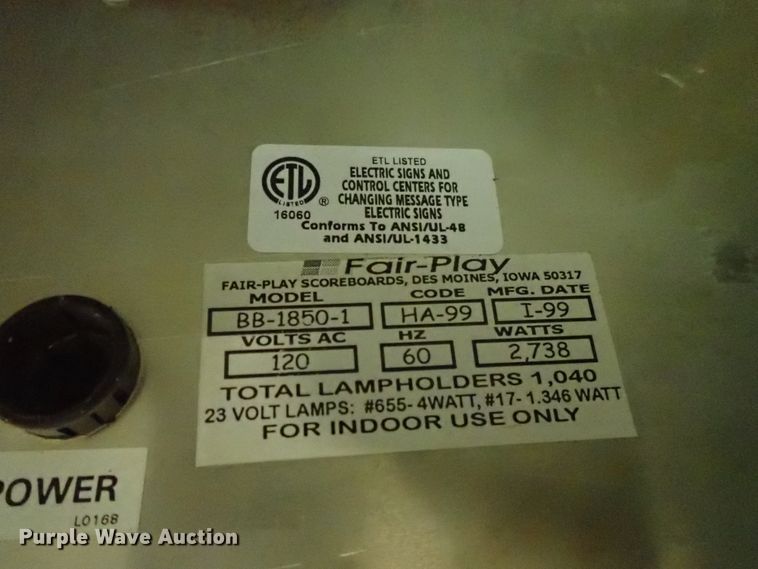 ETL LISTED
ELECTRIC SIGNS AND
CONTROL CENTERS FOR
CHANGING MESSAGE TYPE
ELECTRIC SIGNS
ETL
LISTED
®
16060
Conforms To ANSI/UL-48
and ANSI/UL-1433
Fair-Play
FAIR-PLAY SCOREBOARDS, DES MOINES, IOWA 50317
MODEL CODE MFG. DATE
BB-1850-1 HA-99 I-99
VOLTS AC HZ WATTS
120 60 2,738
TOTAL LAMPHOLDERS 1,040
23 VOLT LAMPS: #655- 4WATT, #17- 1.346 WATT
FOR INDOOR USE ONLY
POWER
L0168
Purple Wave Auction